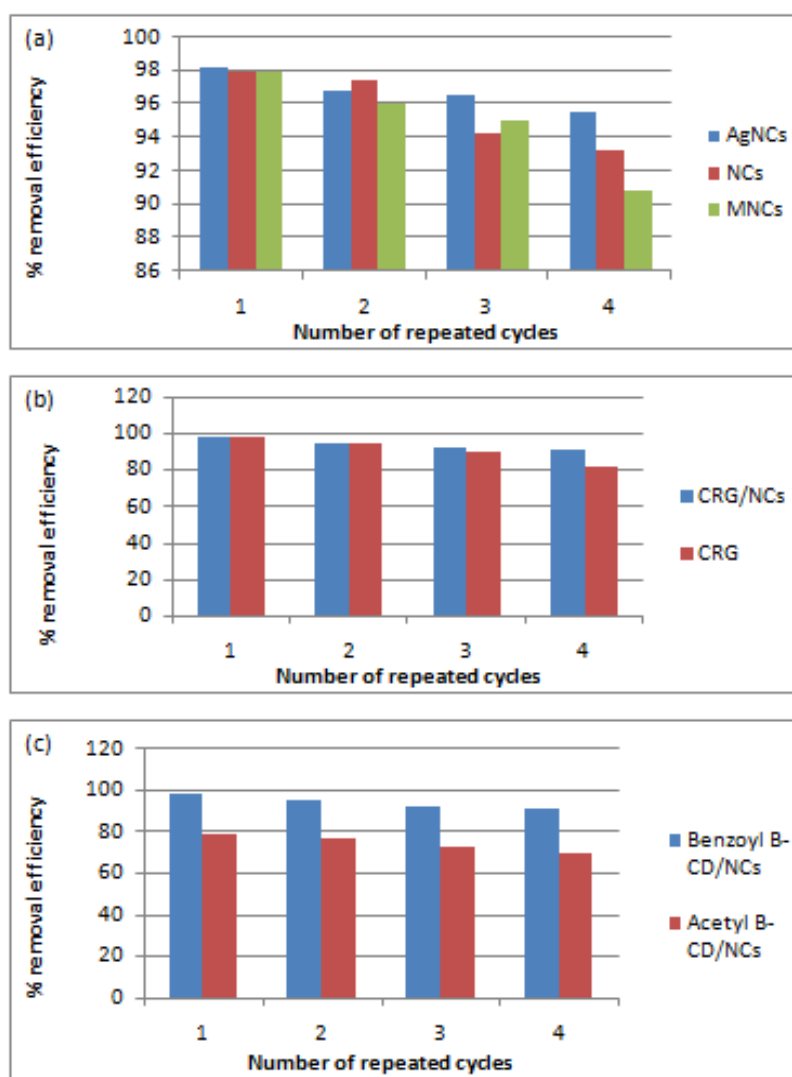 (a)
% removal efficiency
100
98
96
94
92
90
88
86
1 2 3 4
Number of repeated cycles
AgNCs
NCs
MNCs
(b)
% removal efficiency
120
100
80
60
40
20
0
1 2 3 4
Number of repeated cycles
CRG/NCs
CRG
(c)
% removal efficiency
120
100
80
60
40
20
0
1 2 3 4
Number of repeated cycles
Benzoyl B-
CD/NCs
Acetyl B-
CD/NCs